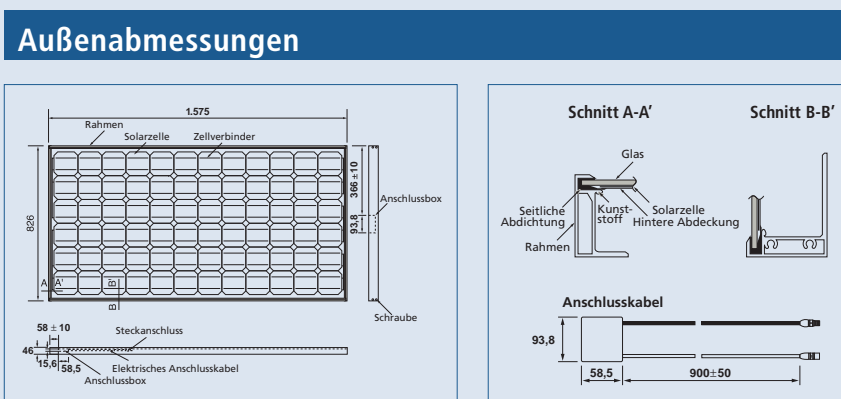 Außenabmessungen
1.575
Rahmen
Solarzelle
Zellverbinder
826
366 ±10
93,8
Anschlussbox
A
A'
B'
B
Schraube
58 ± 10
Steckanschluss
46
15,6
58,5
Elektrisches Anschlusskabel
Anschlussbox
Schnitt A-A’
Schnitt B-B’
Glas
Seitliche
Abdichtung
Kunst-
stoff
Solarzelle
Hintere Abdeckung
Rahmen
Anschlusskabel
93,8
58,5
900±50